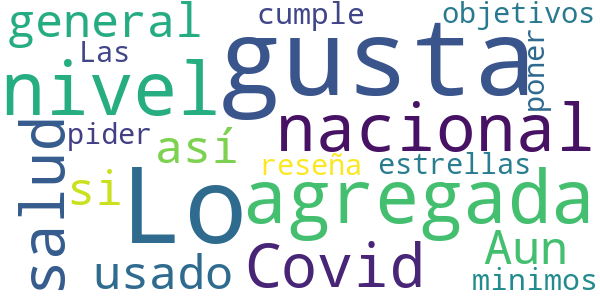 general
cumple
objetivos
Las
gusta
poner
nivel
nacional
salud
pider
así
reseña
estrellas
si
Lo
agregada
usado
Covid
Aun
minimos